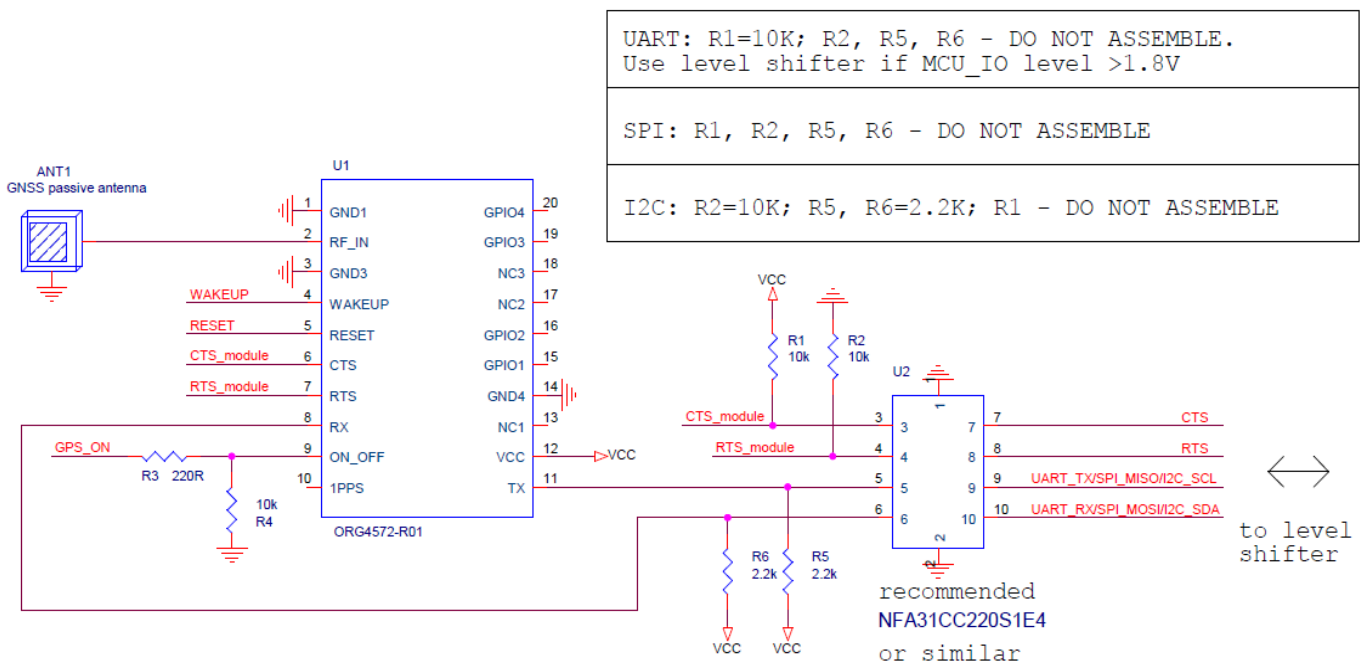 UART: R1=10K; R2, R5, R6 - DO NOT ASSEMBLE.
Use level shifter if MCU_IO level >1.8V
SPI: R1, R2, R5, R6 - DO NOT ASSEMBLE
I2C: R2=10K; R5, R6=2.2K; R1 - DO NOT ASSEMBLE
ANT1
GNSS passive antenna
U1
1 GND1 GPIO4 20
2 RF_IN GPIO3 19
3 GND3 NC3 18
WAKEUP 4 WAKEUP NC2 17
RESET 5 RESET GPIO2 16
CTS_module 6 CTS GPIO1 15
RTS_module 7 RTS GND4 14
8 RX NC1 13
GPS_ON 9 ON_OFF VCC 12 VCC
R3 220R
10 1PPS TX 11
10k
R4
ORG4572-R01
VCC
R1
10k
R2
10k
U2
1
1
CTS_module 3 3 7 7 CTS
RTS_module 4 4 8 8 RTS
5 5 9 9 UART_TX/SPI_MISO/I2C_SCL
6 6 10 10 UART_RX/SPI_MOSI/I2C_SDA
2
2
R6
2.2k
R5
2.2k
VCC
VCC
to level
shifter
recommended
NFA31CC220S1E4
or similar